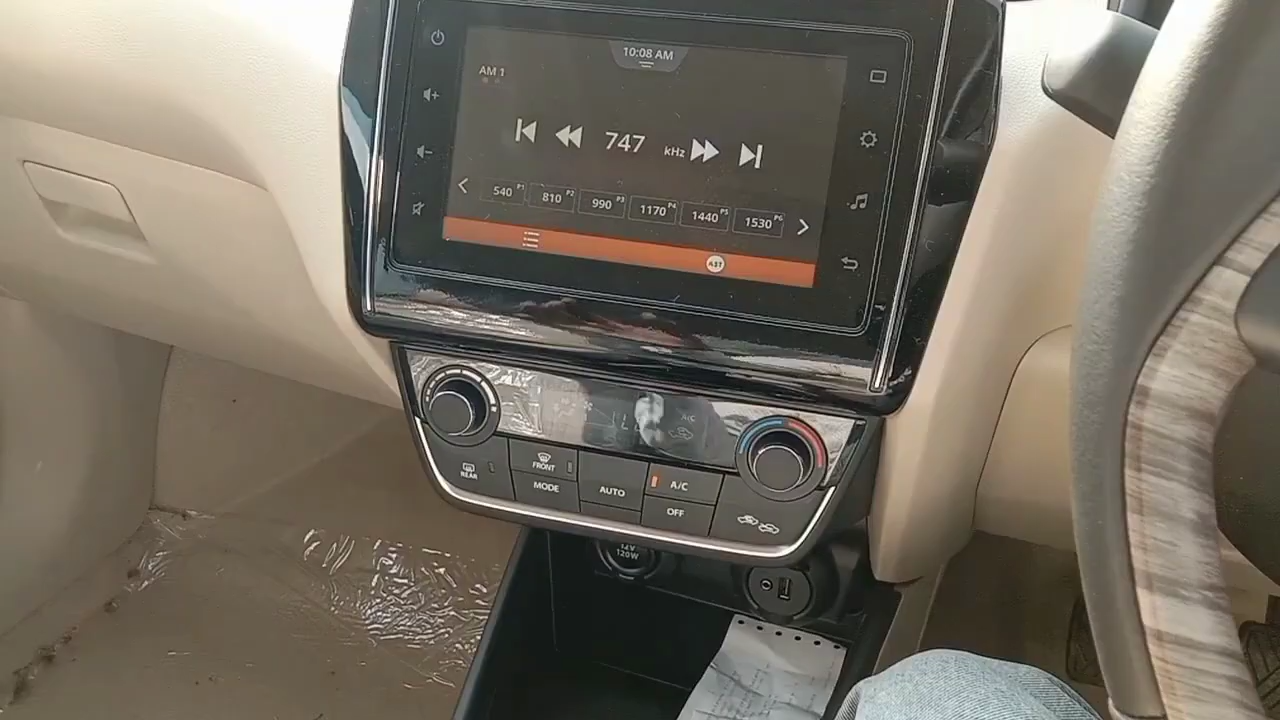 10:08 AM
AM 1
747 kHz
540 P1 810 P2 990 P3 1170 P4 1440 P5 1530 P6
AST
A/C
REAR
FRONT
MODE
AUTO
A/C
OFF
12V
120W